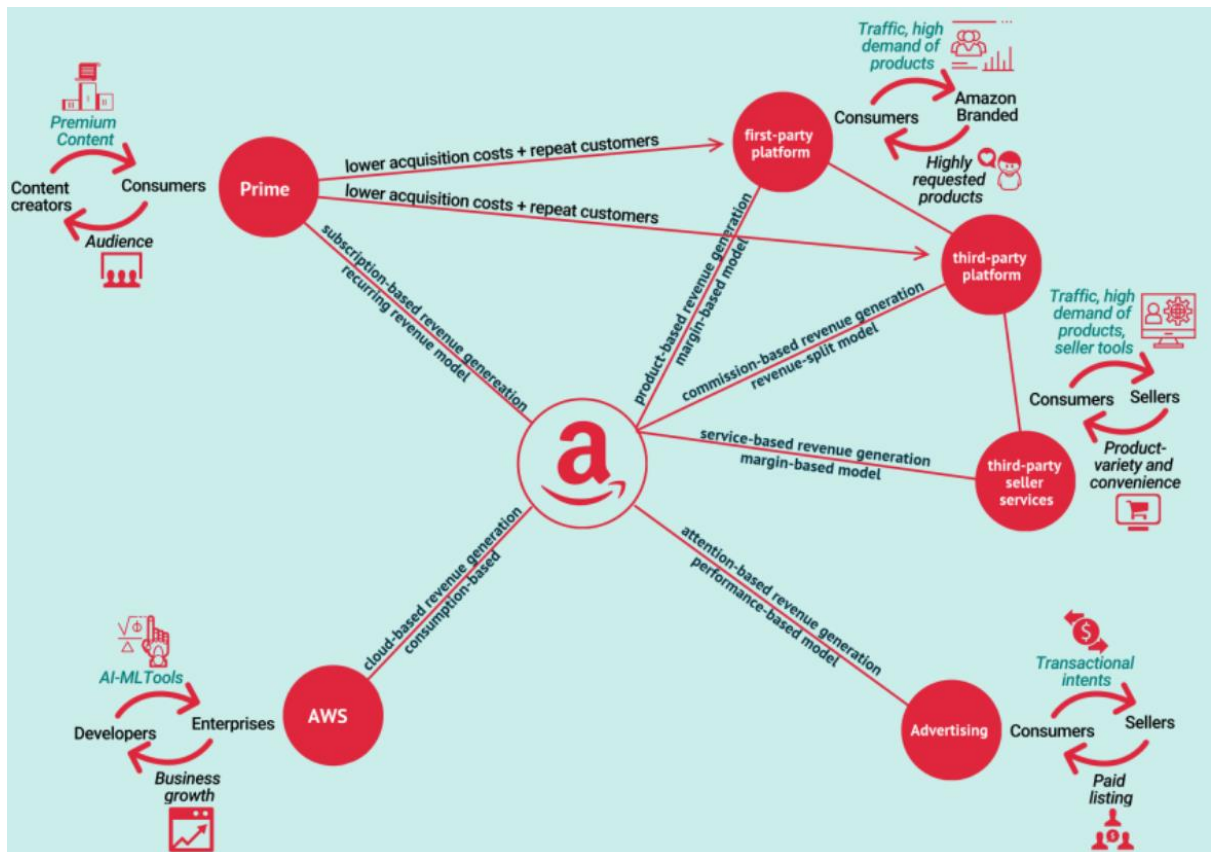 Premium
Content
Content
creators
Consumers
Audience
Prime
lower acquisition costs + repeat customers
lower acquisition costs + repeat customers
subscription-based revenue genereation
recurring revenue model
first-party
platform
Traffic, high
demand of
products
Consumers
Amazon
Branded
Highly
requested
products
product-based revenue generation
margin-based model
third-party
platform
commission-based revenue generation
revenue-split model
Traffic, high
demand of
products,
seller tools
Consumers
Sellers
Product-
variety and
convenience
service-based revenue generation
margin-based model
third-party
seller
services
a
cloud-based revenue generation
consumption-based
attention-based revenue generation
performance-based model
AI-MLTools
Developers
Enterprises
Business
growth
AWS
Advertising
Transactional
intents
Consumers
Sellers
Paid
listing